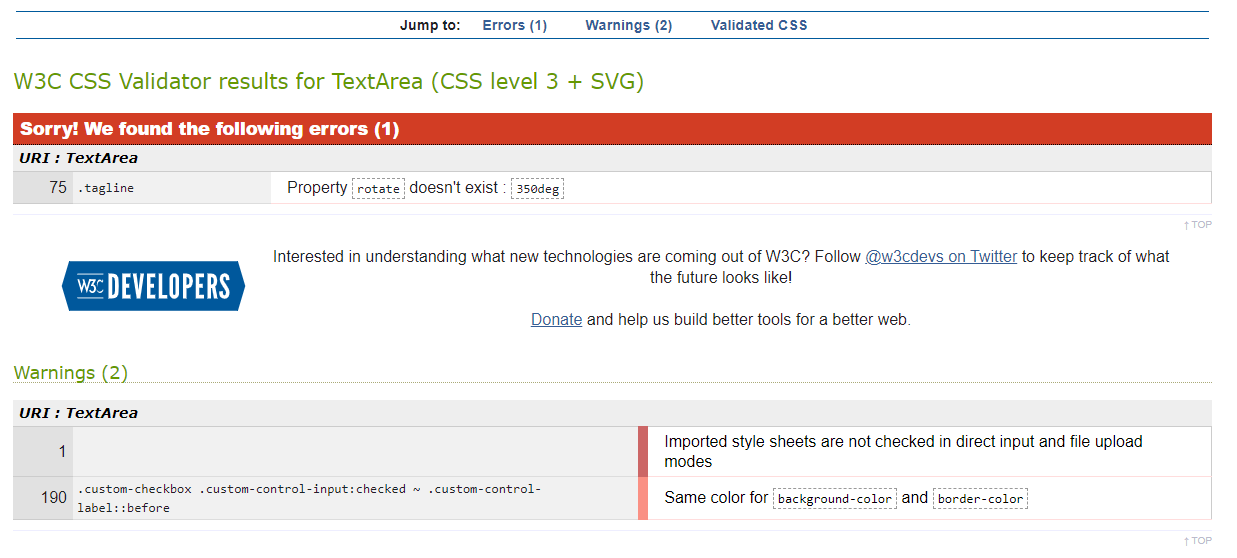 Jump to: Errors (1) Warnings (2) Validated CSS
W3C CSS Validator results for TextArea (CSS level 3 + SVG)
Sorry! We found the following errors (1)
URI : TextArea
75 .tagline Property rotate doesn't exist : 350deg
↑ TOP
W3C DEVELOPERS
Interested in understanding what new technologies are coming out of W3C? Follow @w3cdevs on Twitter to keep track of what
the future looks like!
Donate and help us build better tools for a better web.
Warnings (2)
URI : TextArea
1 Imported style sheets are not checked in direct input and file upload
modes
190 .custom-checkbox .custom-control-input:checked ~ .custom-control-
label::before
Same color for background-color and border-color
↑ TOP